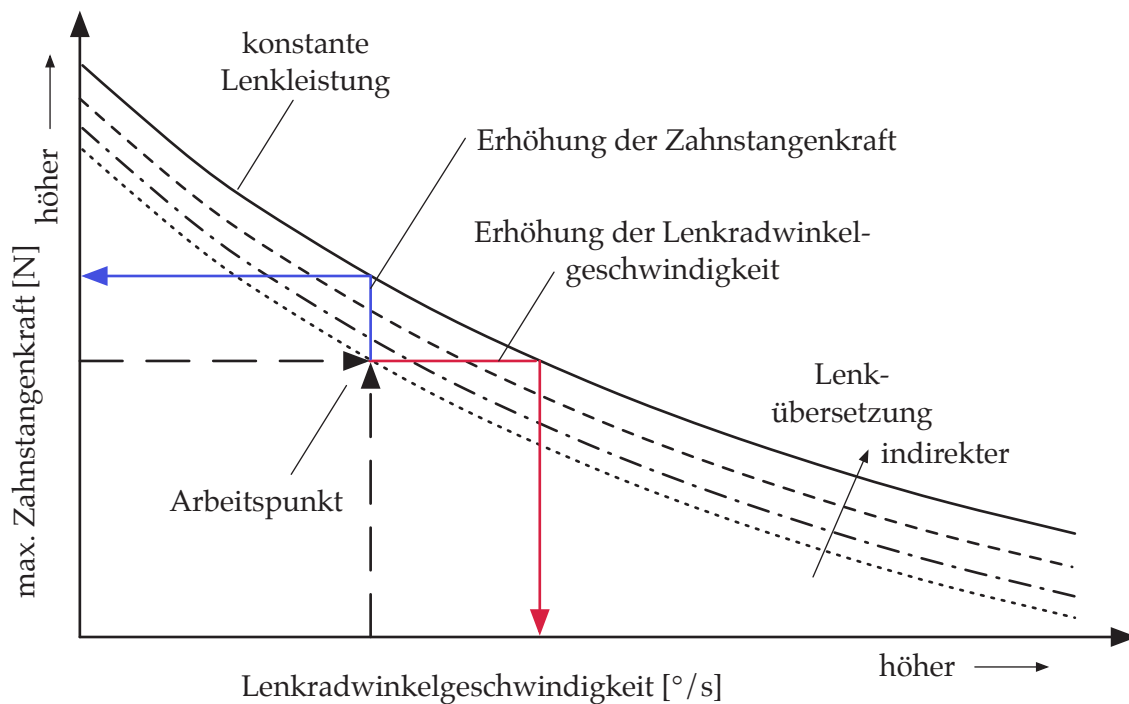 konstante
Lenkleistung
höher
Erhöhung der Zahnstangenkraft
Erhöhung der Lenkradwinkel-
geschwindigkeit
max. Zahnstangenkraft [N]
Lenk-
übersetzung
indirekter
Arbeitspunkt
höher
Lenkradwinkelgeschwindigkeit [°/s]